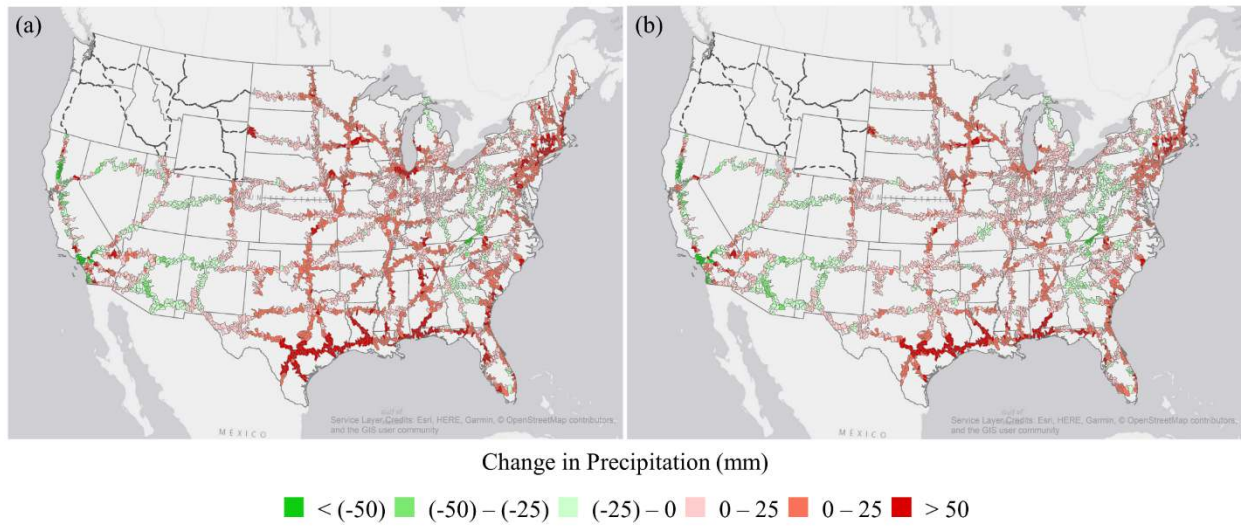 (a)
(b)
Service Layer Credits: Esri, HERE, Garmin, © OpenStreetMap contributors,
and the GIS user community
MÉXICO
Service Layer Credits: Esri, HERE, Garmin, © OpenStreetMap contributors,
and the GIS user community
MÉXICO
Change in Precipitation (mm)
< (-50) (-50) – (-25) (-25) – 0 0 – 25 0 – 25 > 50